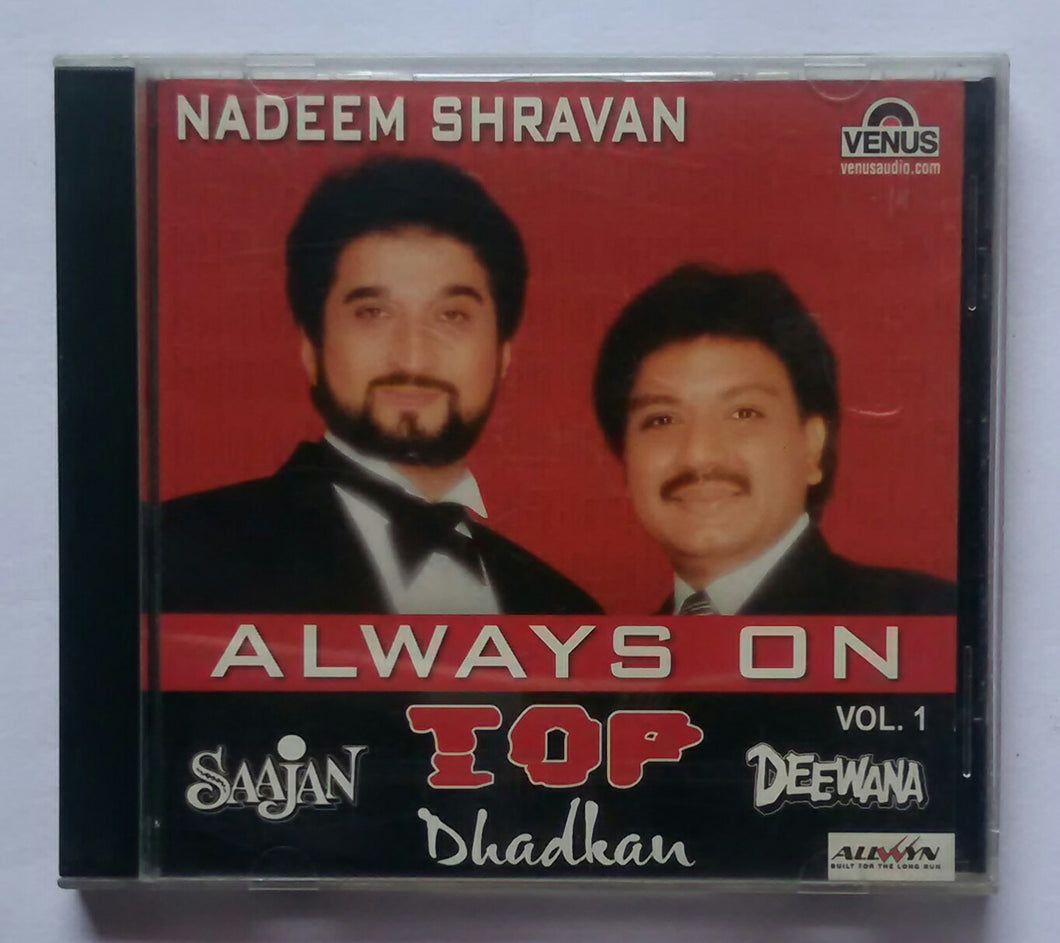 NADEEM SHRAVAN
VENUS
venusaudio.com
ALWAYS ON
TOP
VOL. 1
SAAJAN
DEEWANA
Dhadkan
ALLWYN
BUILT FOR THE LONG RUN